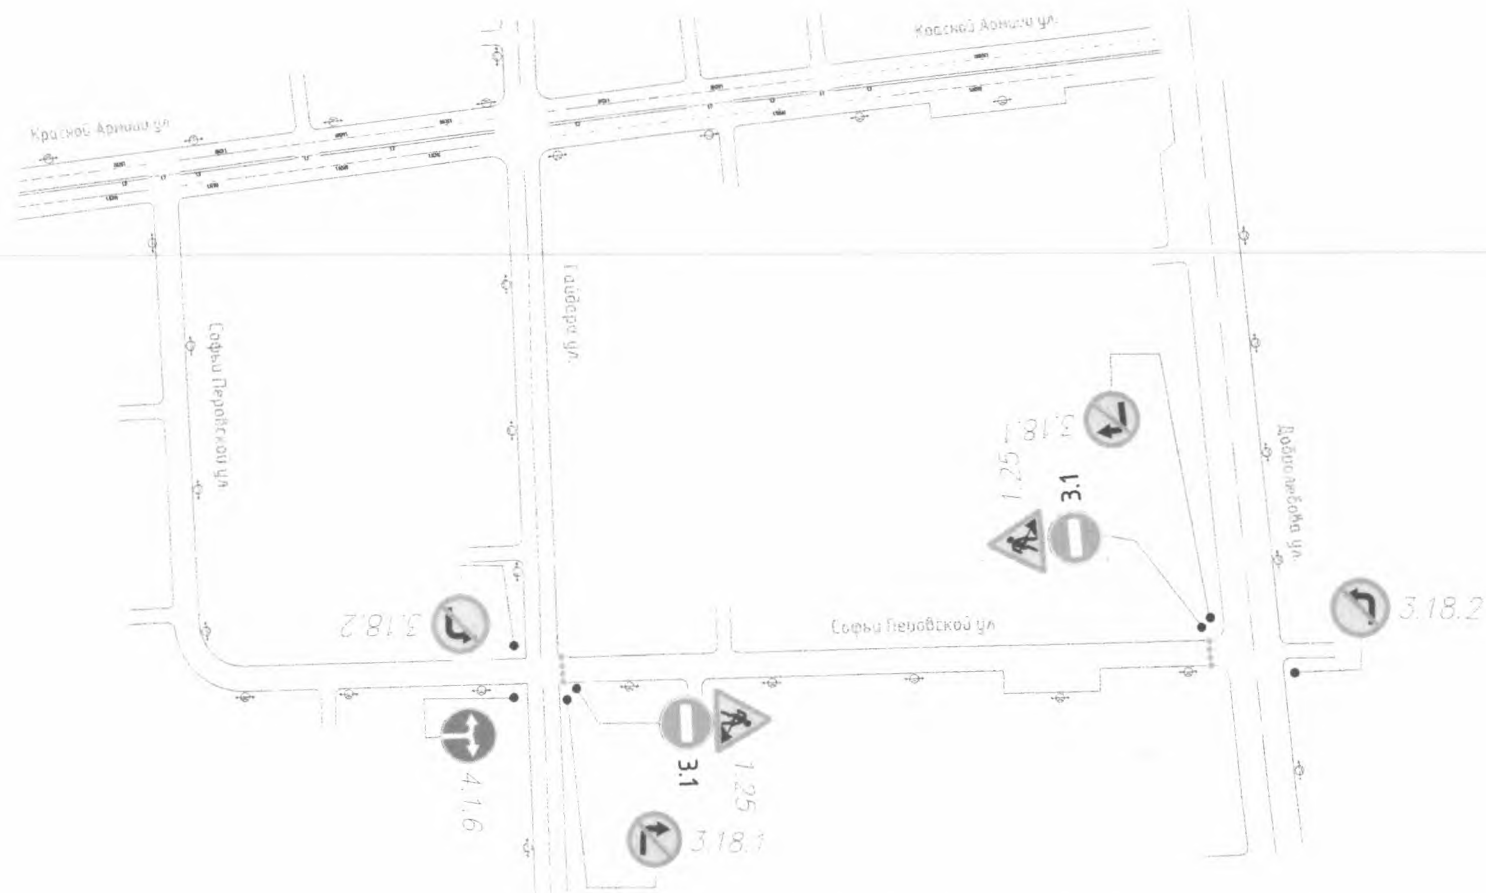 Красной Армии ул.
Красной Армии ул.
Софьи Перовской ул.
Гайдара ул.
Добролюбова ул.
3.18.1
1.25
3.1
3.18.2
3.18.2
Софьи Перовской ул.
4.1.6
3.1
1.25
3.18.1